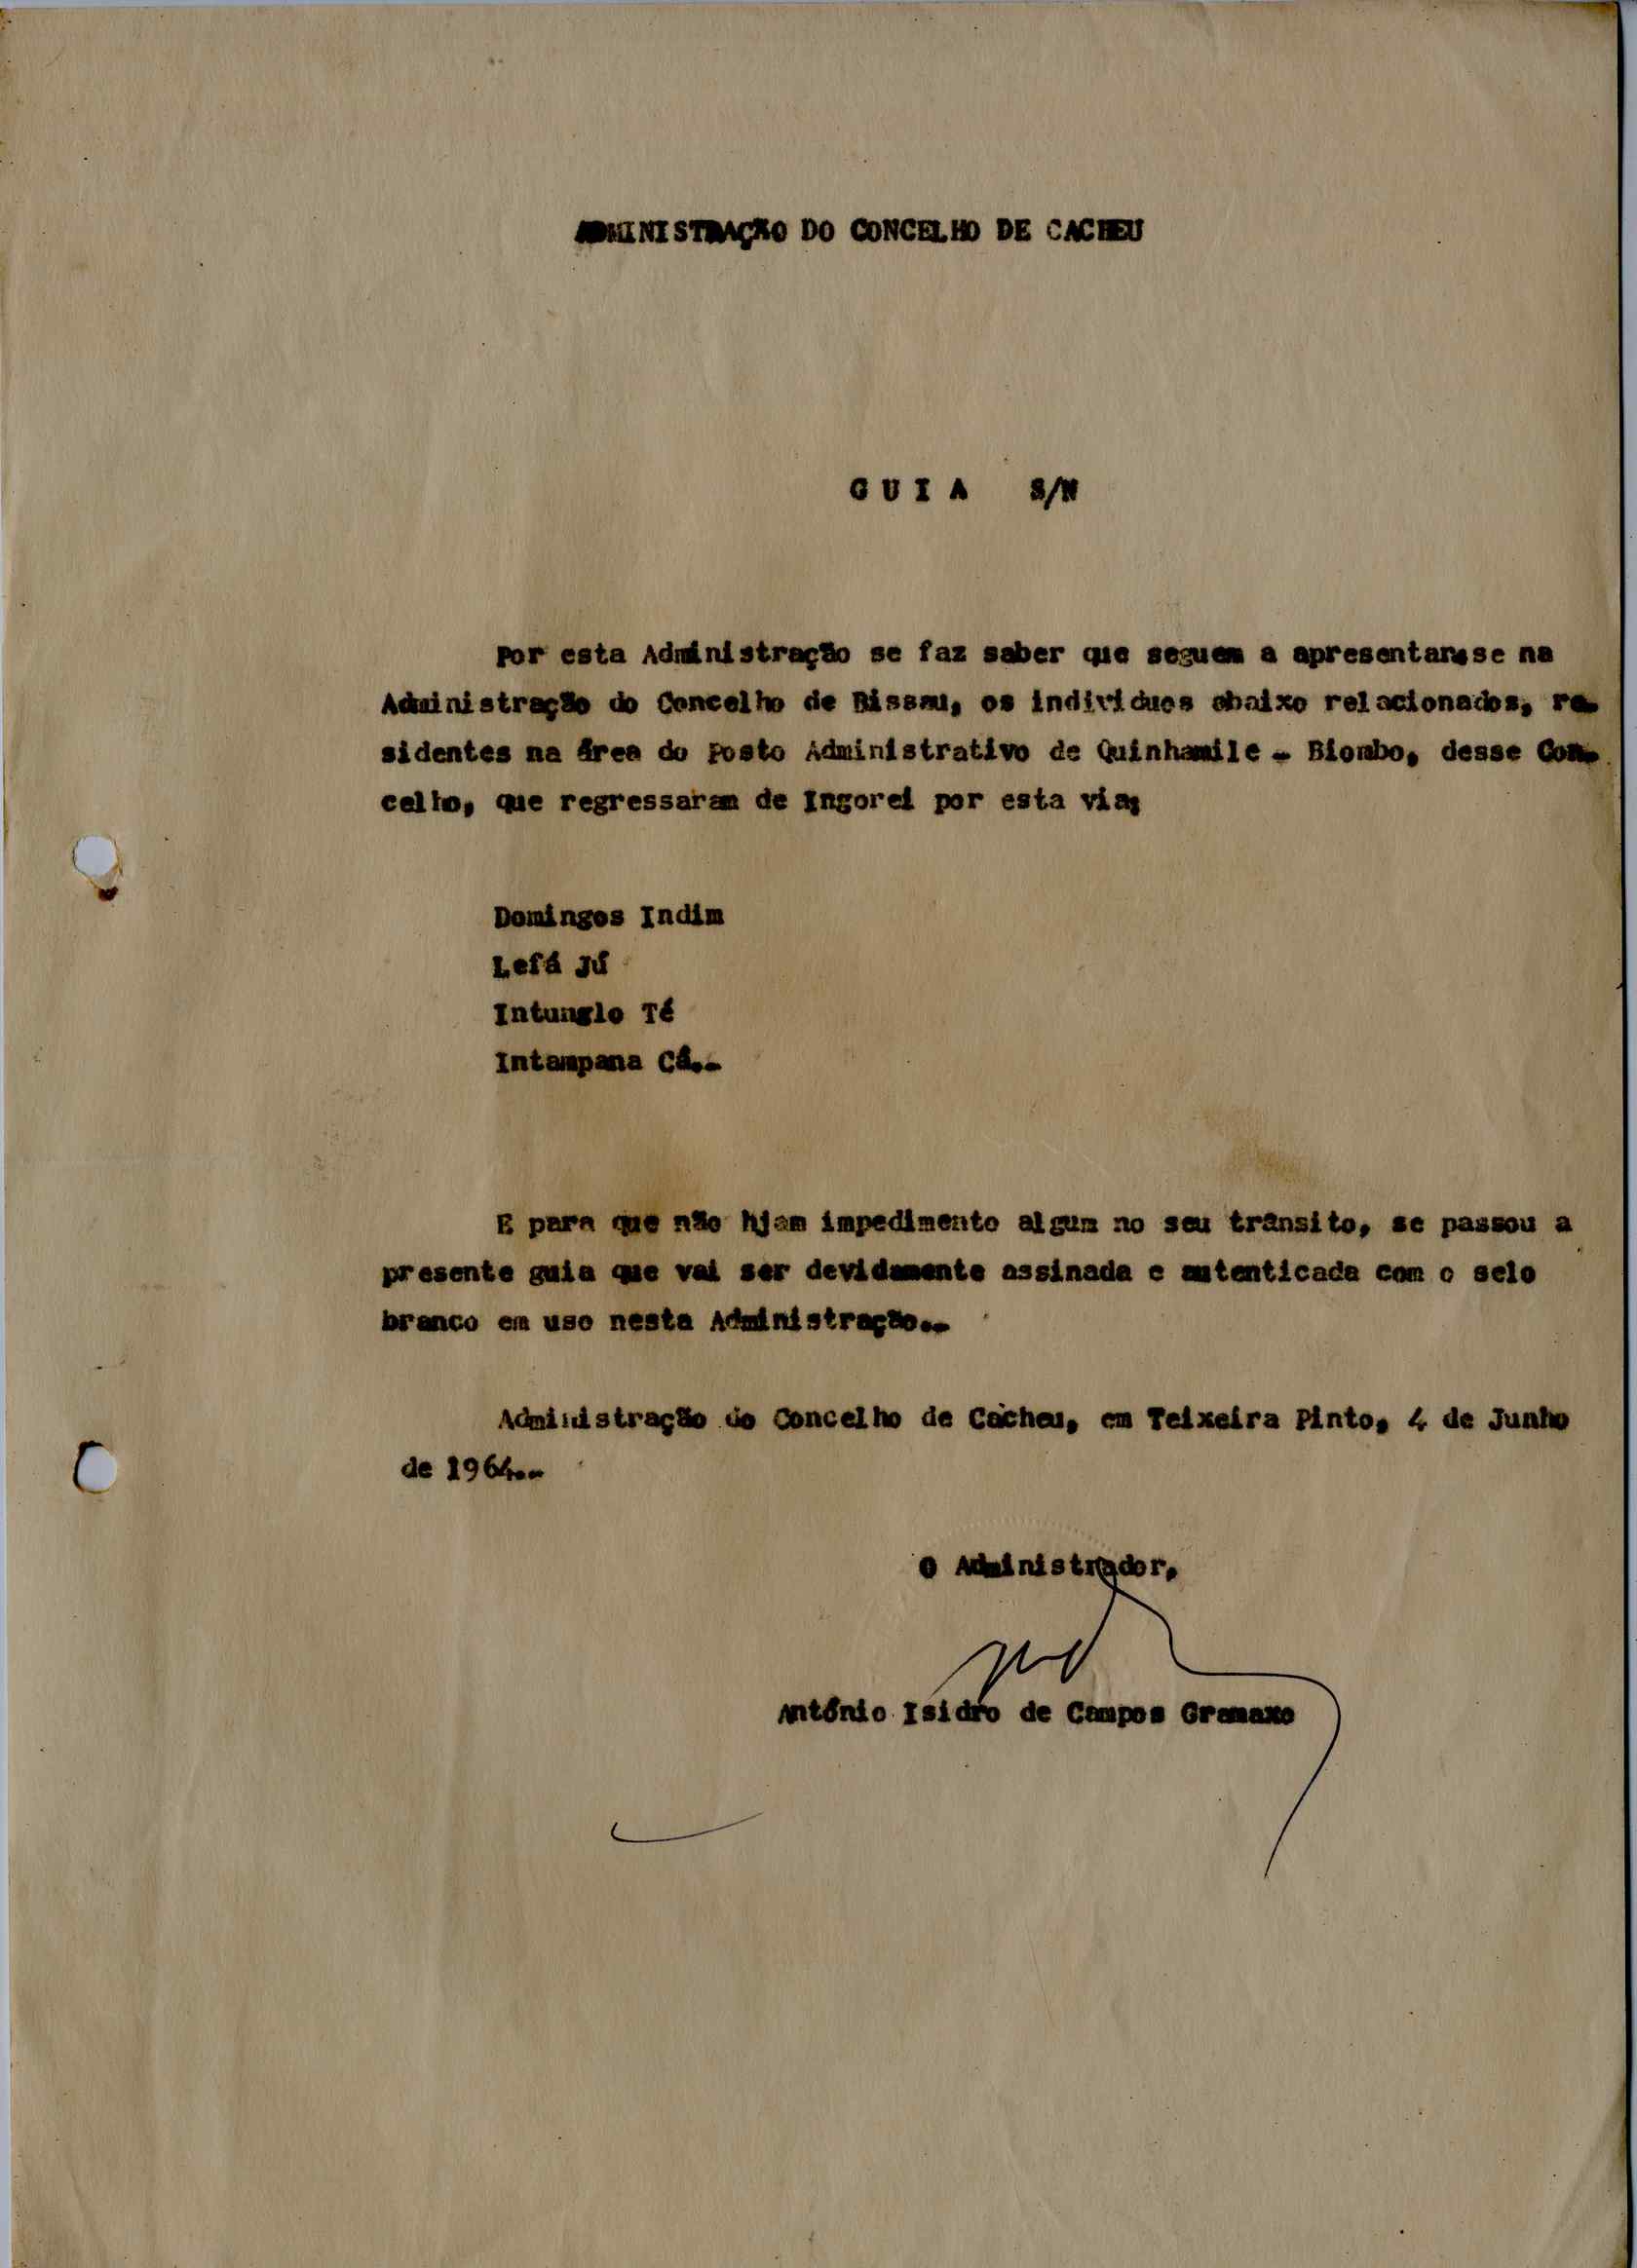 ADMINISTRAÇÃO DO CONCELHO DE CACHEU
G U I A S/N
Por esta Administração se faz saber que seguem a apresentar-se na
Administração do Concelho de Bissau, os individuos abaixo relacionados, re-
sidentes na área do Posto Administrativo de Quinhamile - Biombo, desse Con-
celho, que regressaram de Ingorei por esta via;
Domingos Indim
Lefá Jú
Intunglo Té
Intampana Cá.-
E para que não hjam impedimento algum no seu trânsito, se passou a
presente guia que vai ser devidamente assinada e autenticada com o selo
branco em uso nesta Administração.-
Administração do Concelho de Cacheu, em Teixeira Pinto, 4 de Junho
de 1964.-
O Administrador,
António Isidro de Campos Gramaxo